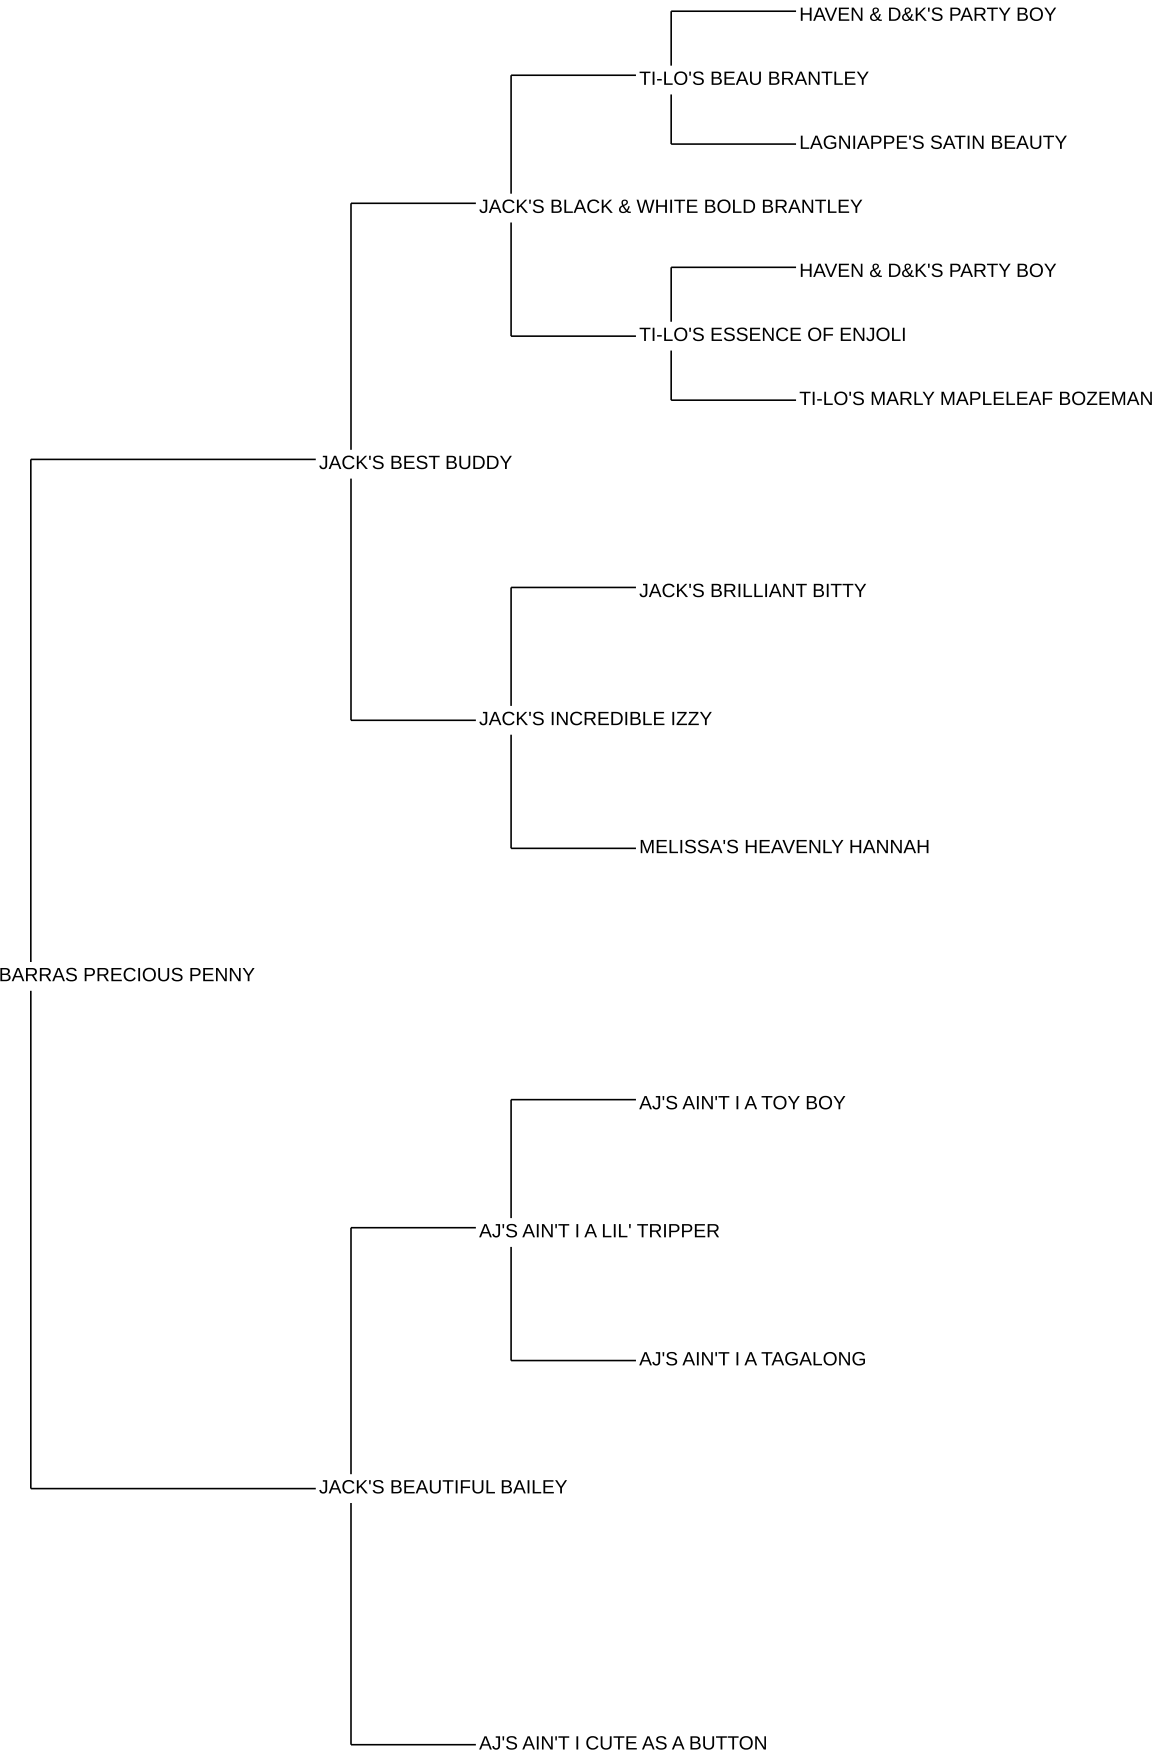 HAVEN & D&K'S PARTY BOY
TI-LO'S BEAU BRANTLEY
LAGNIAPPE'S SATIN BEAUTY
JACK'S BLACK & WHITE BOLD BRANTLEY
HAVEN & D&K'S PARTY BOY
TI-LO'S ESSENCE OF ENJOLI
TI-LO'S MARLY MAPLELEAF BOZEMAN
JACK'S BEST BUDDY
JACK'S BRILLIANT BITTY
JACK'S INCREDIBLE IZZY
MELISSA'S HEAVENLY HANNAH
BARRAS PRECIOUS PENNY
AJ'S AIN'T I A TOY BOY
AJ'S AIN'T I A LIL' TRIPPER
AJ'S AIN'T I A TAGALONG
JACK'S BEAUTIFUL BAILEY
AJ'S AIN'T I CUTE AS A BUTTON